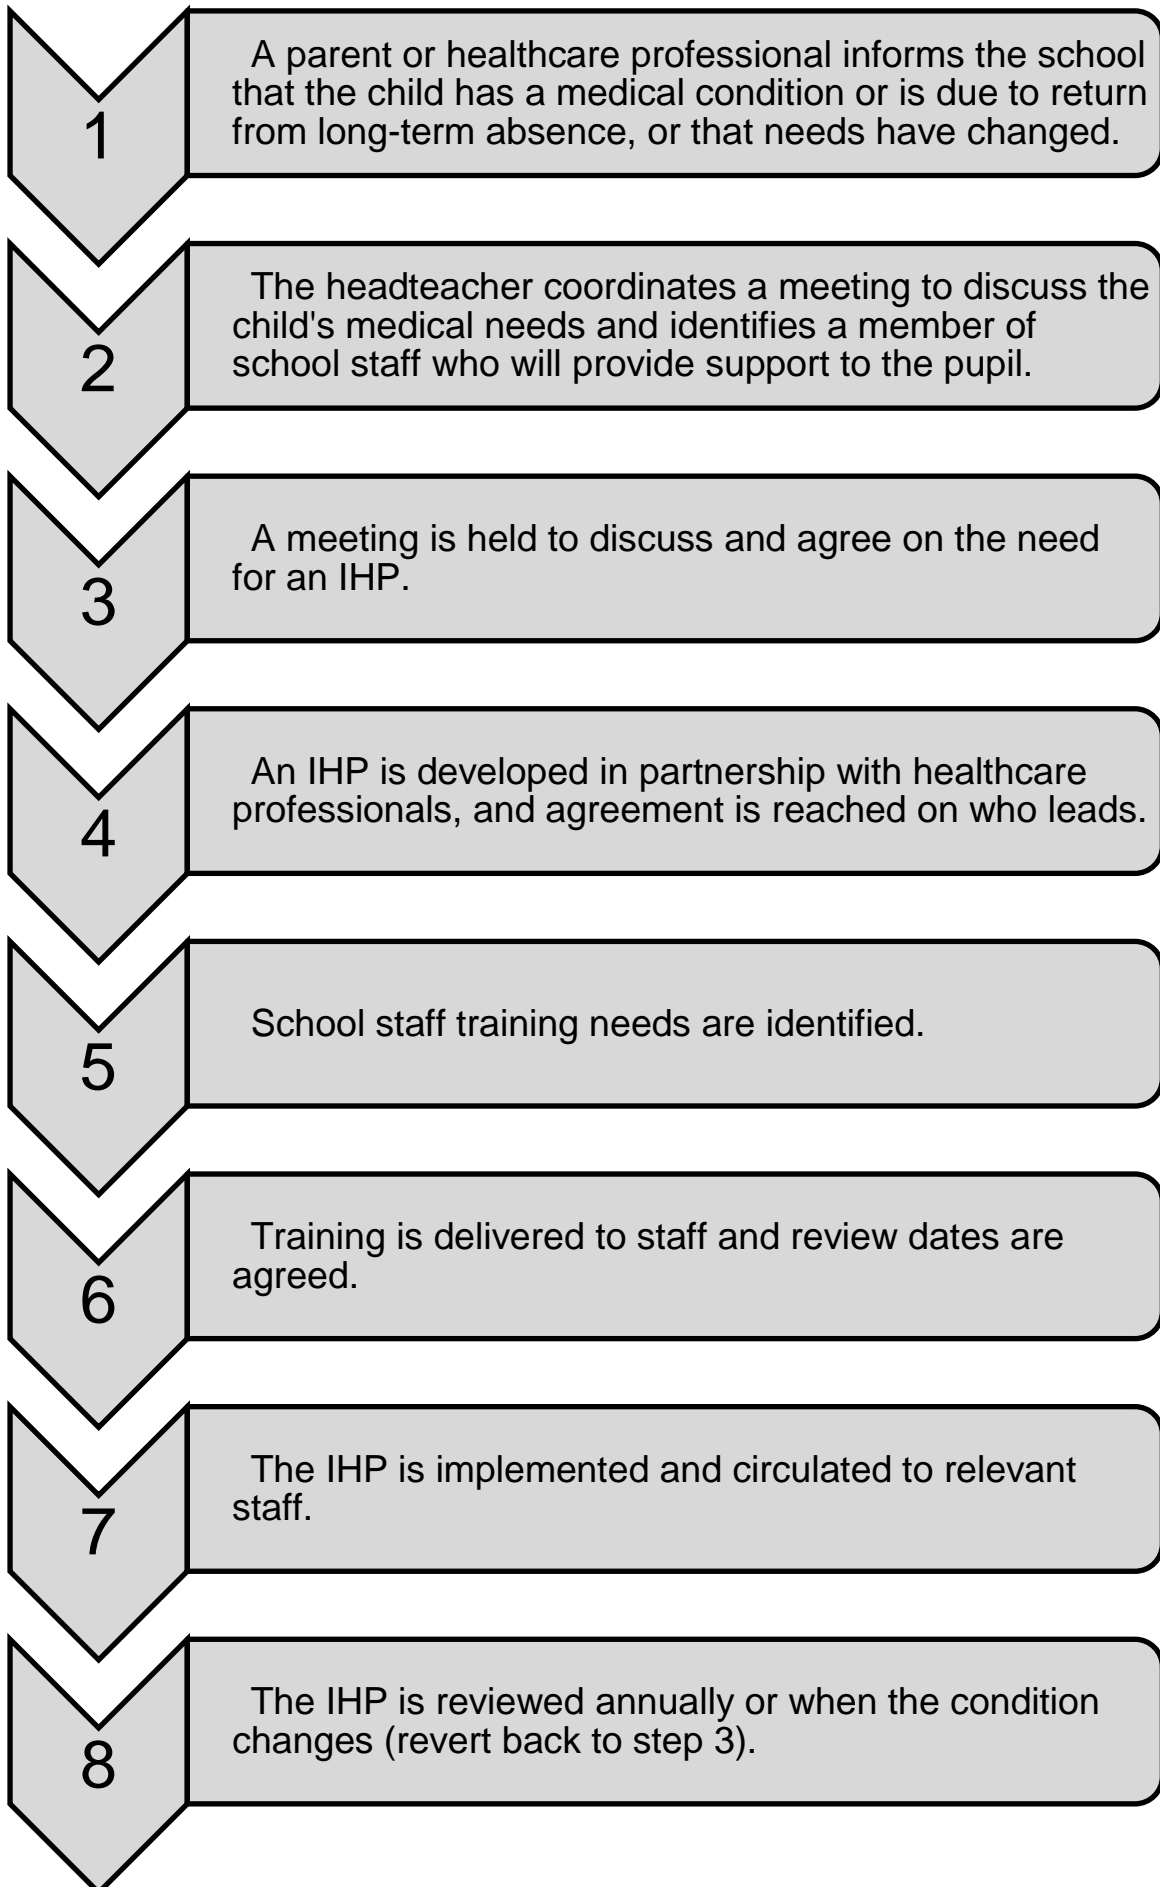 1
A parent or healthcare professional informs the school
that the child has a medical condition or is due to return
from long-term absence, or that needs have changed.
2
The headteacher coordinates a meeting to discuss the
child's medical needs and identifies a member of
school staff who will provide support to the pupil.
3
A meeting is held to discuss and agree on the need
for an IHP.
4
An IHP is developed in partnership with healthcare
professionals, and agreement is reached on who leads.
5
School staff training needs are identified.
6
Training is delivered to staff and review dates are
agreed.
7
The IHP is implemented and circulated to relevant
staff.
8
The IHP is reviewed annually or when the condition
changes (revert back to step 3).